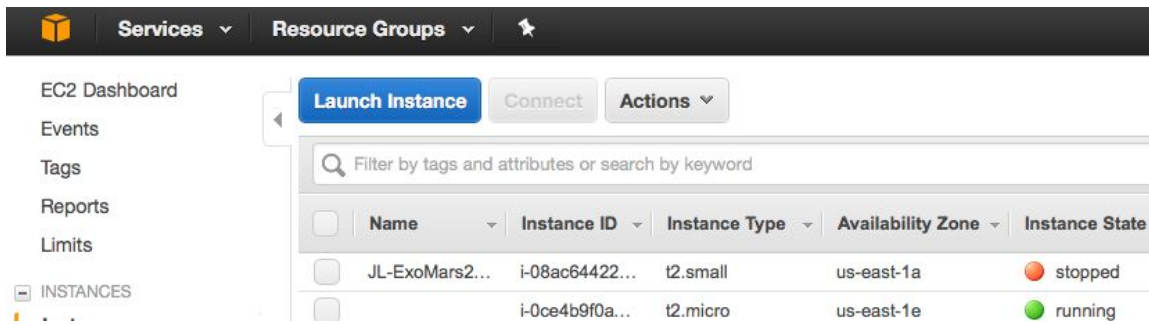 Services Resource Groups
EC2 Dashboard
Events
Tags
Reports
Limits
INSTANCES
Launch Instance Connect Actions
Filter by tags and attributes or search by keyword
Name Instance ID Instance Type Availability Zone Instance State
JL-ExoMars2... i-08ac64422... t2.small us-east-1a stopped
i-0ce4b9f0a... t2.micro us-east-1e running